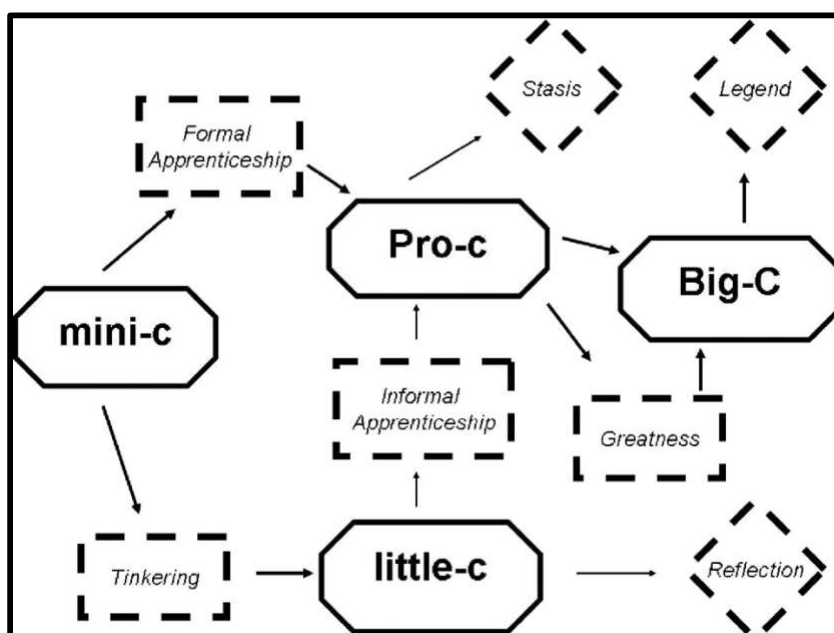 Stasis
Legend
Formal
Apprenticeship
Pro-c
Big-C
mini-c
Informal
Apprenticeship
Greatness
Tinkering
little-c
Reflection